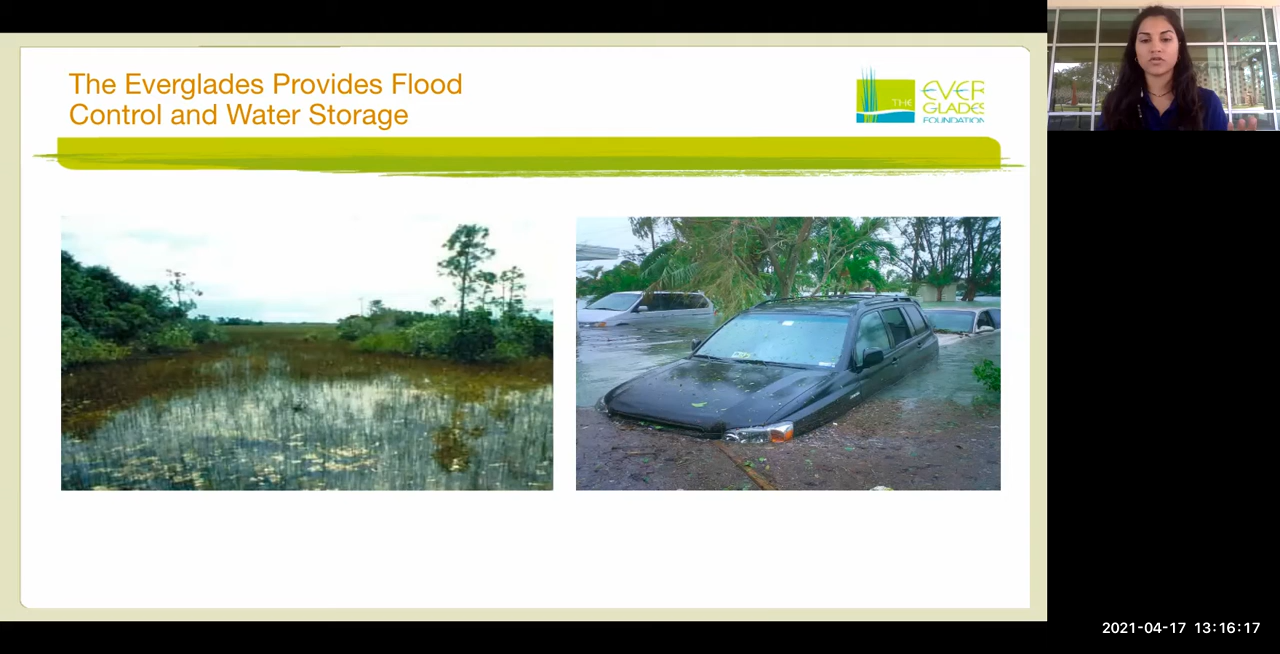 The Everglades Provides Flood
Control and Water Storage
THE
EVER
GLADES
FOUNDATION
2021-04-17 13:16:17